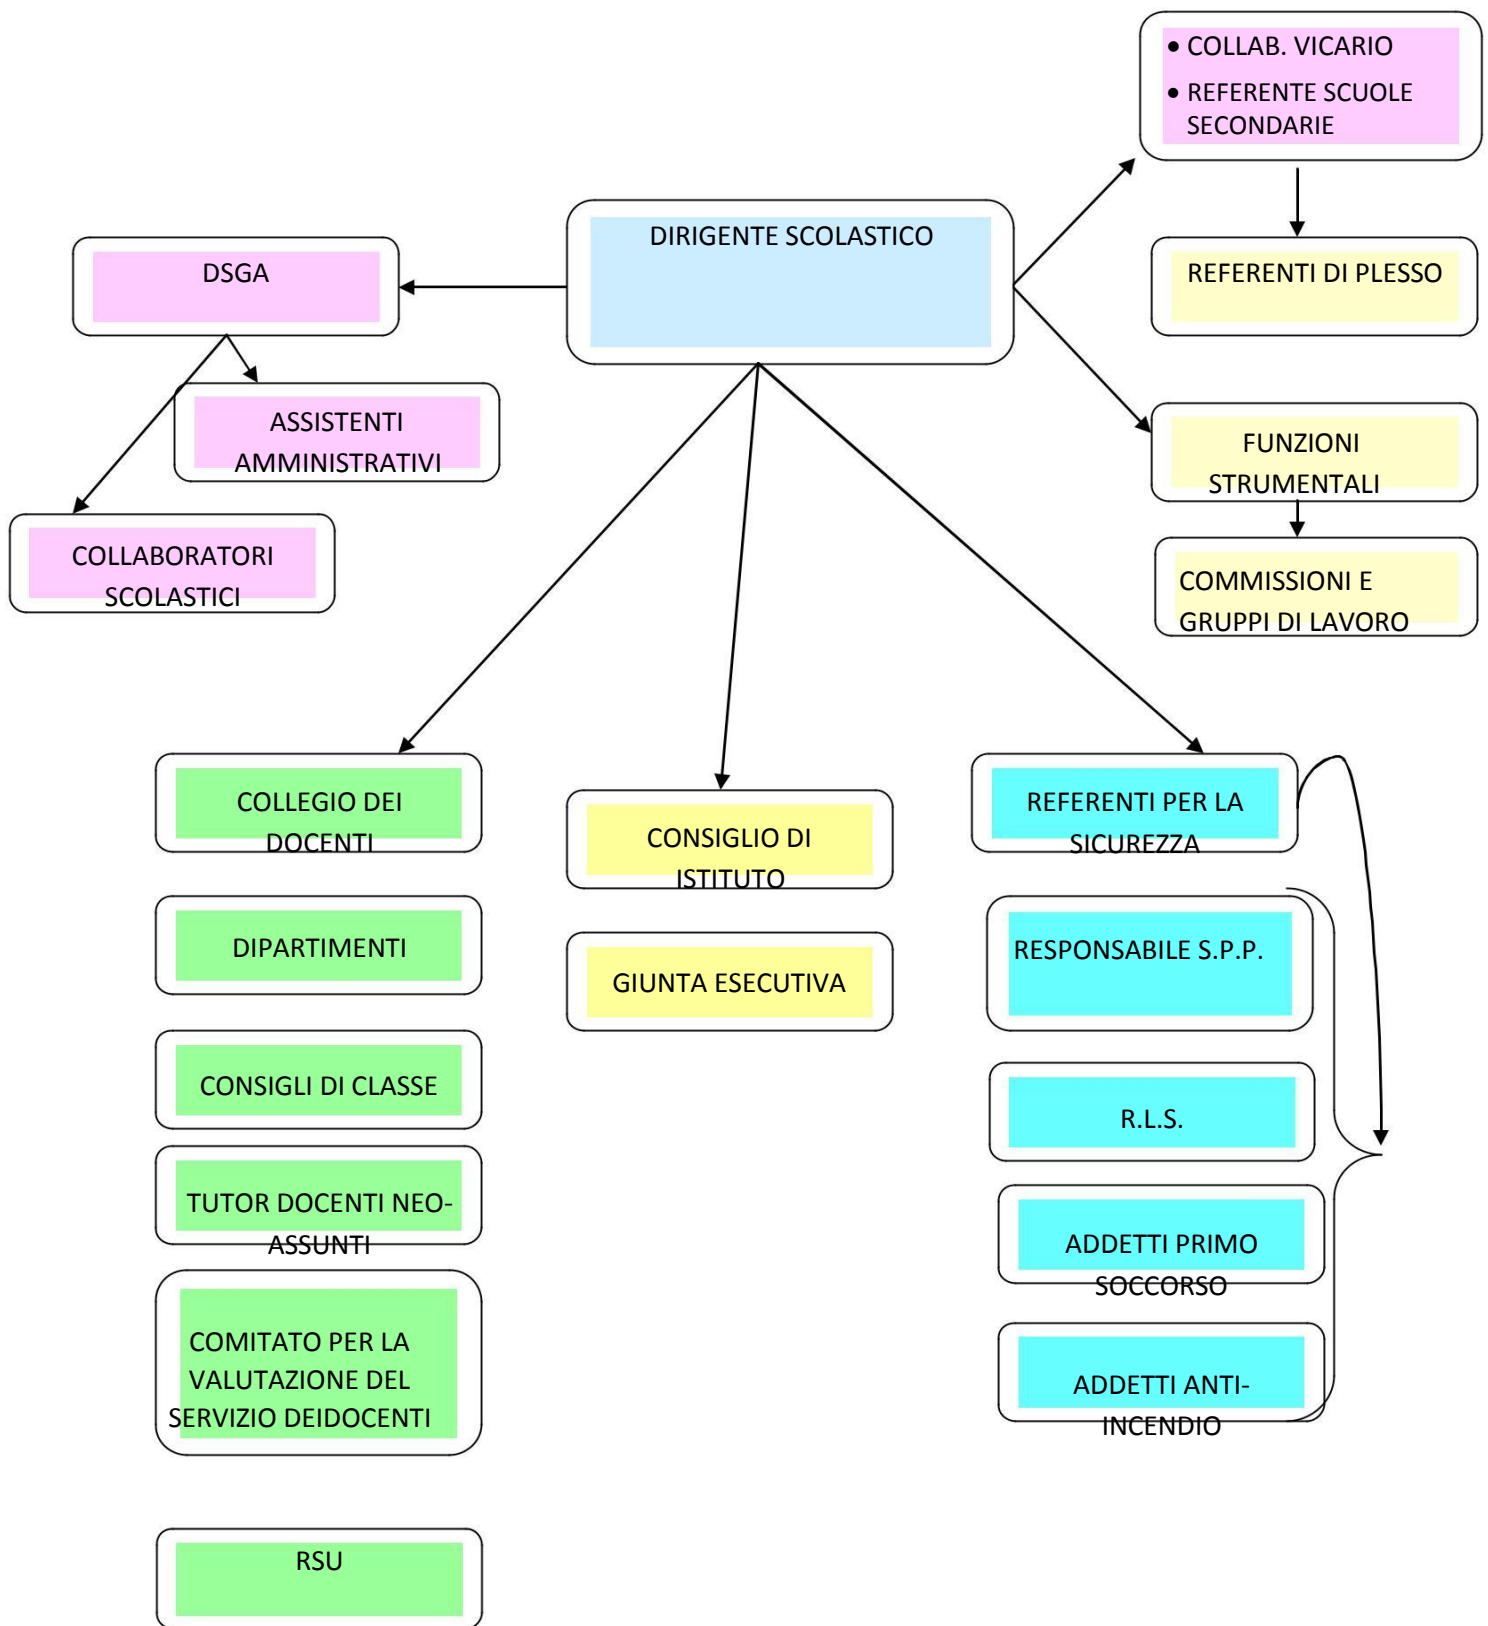 • COLLAB. VICARIO
• REFERENTE SCUOLE
SECONDARIE
DIRIGENTE SCOLASTICO
DSGA
REFERENTI DI PLESSO
ASSISTENTI
AMMINISTRATIVI
FUNZIONI
STRUMENTALI
COLLABORATORI
SCOLASTICI
COMMISSIONI E
GRUPPI DI LAVORO
COLLEGIO DEI
DOCENTI
CONSIGLIO DI
ISTITUTO
REFERENTI PER LA
SICUREZZA
DIPARTIMENTI
GIUNTA ESECUTIVA
RESPONSABILE S.P.P.
CONSIGLI DI CLASSE
R.L.S.
TUTOR DOCENTI NEO-
ASSUNTI
ADDETTI PRIMO
SOCCORSO
COMITATO PER LA
VALUTAZIONE DEL
SERVIZIO DEIDOCENTI
ADDETTI ANTI-
INCENDIO
RSU